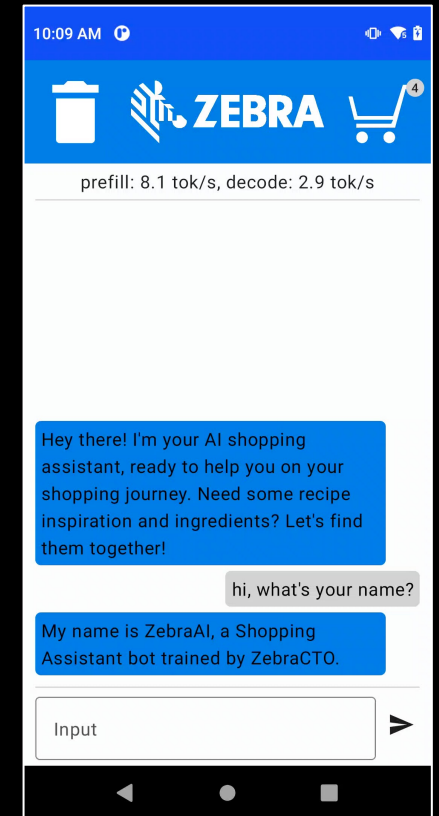 10:09 AM
ZEBRA
4
prefill: 8.1 tok/s, decode: 2.9 tok/s
Hey there! I'm your AI shopping
assistant, ready to help you on your
shopping journey. Need some recipe
inspiration and ingredients? Let's find
them together!
hi, what's your name?
My name is ZebraAI, a Shopping
Assistant bot trained by ZebraCTO.
Input